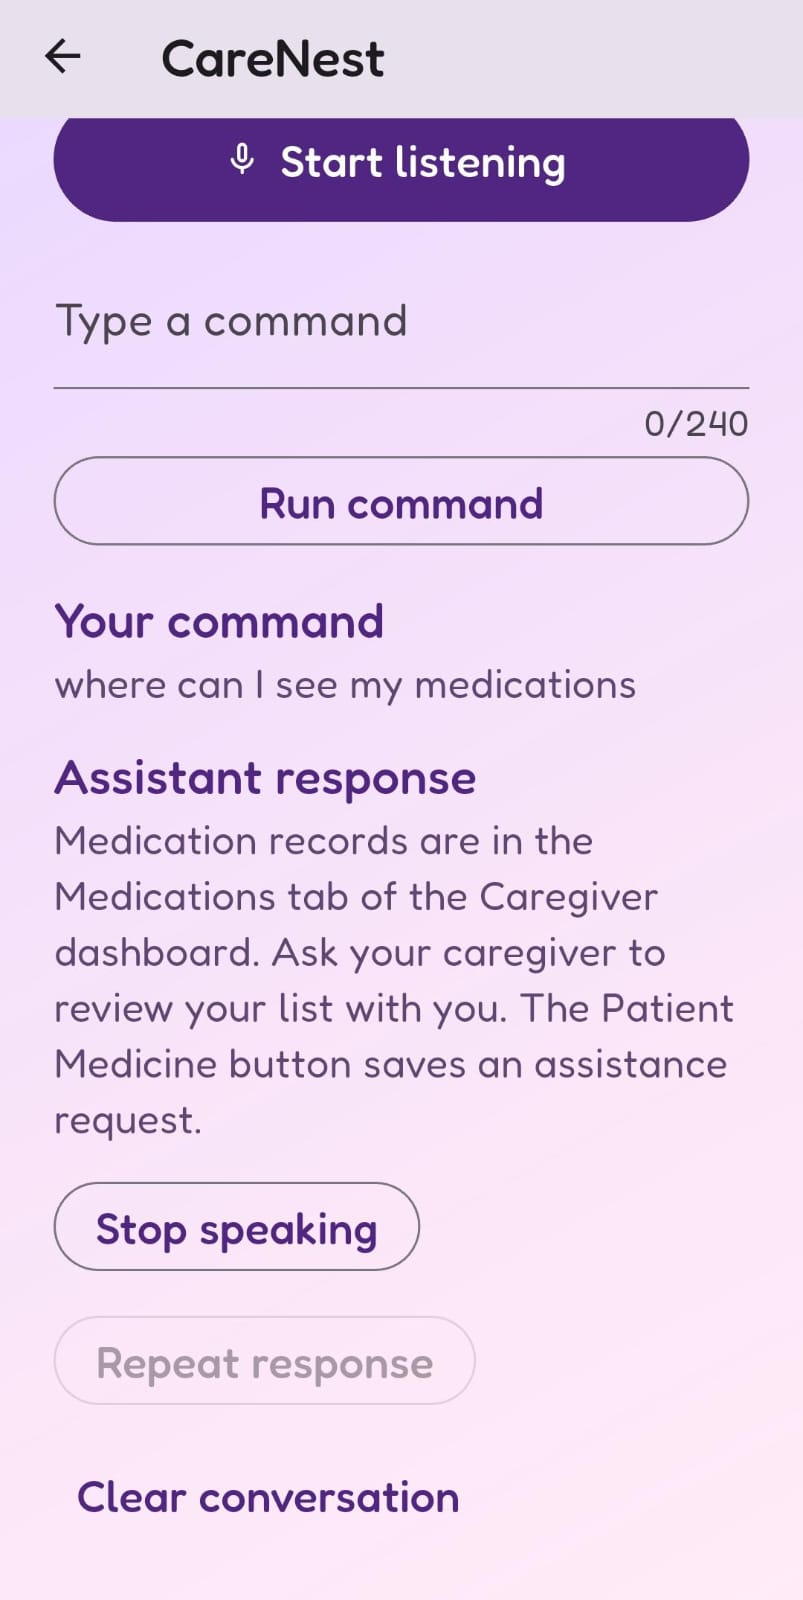 CareNest
Start listening
Type a command
0/240
Run command
Your command
where can I see my medications
Assistant response
Medication records are in the
Medications tab of the Caregiver
dashboard. Ask your caregiver to
review your list with you. The Patient
Medicine button saves an assistance
request.
Stop speaking
Repeat response
Clear conversation